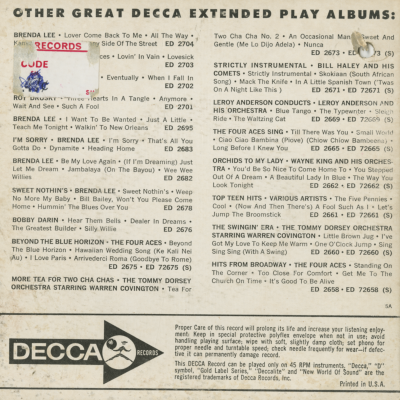 OTHER GREAT DECCA EXTENDED PLAY ALBUMS:
BRENDA LEE • Lover Come Back To Me • All The Way •
Side Of The Street ED 2704
RECORDS
CODE
ces • Lovin' In Vain • Lovesick
ED 2703
• Eventually • When I Fall In
ED 2702
ROY DRUSKY • Three Hearts In A Tangle • Anymore •
Wait And See • Such A Fool ED 2701
BRENDA LEE • I Want To Be Wanted • Just A Little •
Teach Me Tonight • Walkin' To New Orleans ED 2695
I'M SORRY • BRENDA LEE • I'm Sorry • That's All You
Gotta Do • Dynamite • Heading Home ED 2683
BRENDA LEE • Be My Love Again • (If I'm Dreaming) Just
Let Me Dream • Jambalaya (On The Bayou) • Wee Wee
Willies ED 2682
SWEET NOTHIN'S • BRENDA LEE • Sweet Nothin's • Weep
No More My Baby • Bill Bailey, Won't You Please Come
Home • Hummin' The Blues Over You ED 2678
BOBBY DARIN • Hear Them Bells • Dealer In Dreams •
The Greatest Builder • Silly Willie ED 2676
BEYOND THE BLUE HORIZON • THE FOUR ACES • Beyond
The Blue Horizon • Hawaiian Wedding Song (Ke Kali Nei
Au) • I Love Paris • Arrivederci Roma (Goodbye To Rome)
ED 2675 • ED 72675 (S)
MORE TEA FOR TWO CHA CHAS • THE TOMMY DORSEY
ORCHESTRA STARRING WARREN COVINGTON • Tea For
Two Cha Cha No. 2 • An Occasional Man • Sweet And
Gentle (Me Lo Dijo Adela) • Nunca
ED 2673 • ED 72673 (S)
STRICTLY INSTRUMENTAL • BILL HALEY AND HIS
COMETS • Strictly Instrumental • Skokiaan (South African
Song) • Mack The Knife • In A Little Spanish Town ('Twas
On A Night Like This) ED 2671 • ED 72671 (S)
LEROY ANDERSON CONDUCTS • LEROY ANDERSON AND
HIS ORCHESTRA • Blue Tango • The Typewriter • Sleigh
Ride • The Waltzing Cat ED 2669 • ED 72669 (S)
THE FOUR ACES SING • Till There Was You • Small World
• Ciao Ciao Bambina (Piove) (Chow Chow Bambeena) •
Long Before I Knew You ED 2665 • ED 72665 (S)
ORCHIDS TO MY LADY • WAYNE KING AND HIS ORCHES-
TRA • You'd Be So Nice To Come Home To • You Stepped
Out Of A Dream • A Beautiful Lady In Blue • The Way You
Look Tonight ED 2662 • ED 72662 (S)
TOP TEEN HITS • VARIOUS ARTISTS • The Five Pennies •
Cool • (Now And Then There's) A Fool Such As I • Let's
Jump The Broomstick ED 2661 • ED 72661 (S)
THE SWINGIN' ERA • THE TOMMY DORSEY ORCHESTRA
STARRING WARREN COVINGTON • Little Brown Jug • I've
Got My Love To Keep Me Warm • One O'Clock Jump • Sing
Sing Sing (With A Swing) ED 2660 • ED 72660 (S)
HITS FROM BROADWAY • THE FOUR ACES • Standing On
The Corner • Too Close For Comfort • Get Me To The
Church On Time • It's Good To Be Alive
ED 2658 • ED 72658 (S)
SA
DECCA RECORDS
Proper Care of this record will prolong its life and increase your listening enjoy-
ment: Keep in special protective polyflex envelope when not in use; avoid
handling playing surface; wipe with soft, slightly damp cloth; set phono for
proper needle and turntable speed; check needle frequently for wear—if defec-
tive it can permanently damage record.
This DECCA Record can be played only on 45 RPM instruments. "Decca," "D"
symbol, "Gold Label Series," "Deccalite" and "New World of Sound" are the
registered trademarks of Decca Records, Inc.
Printed in U.S.A.